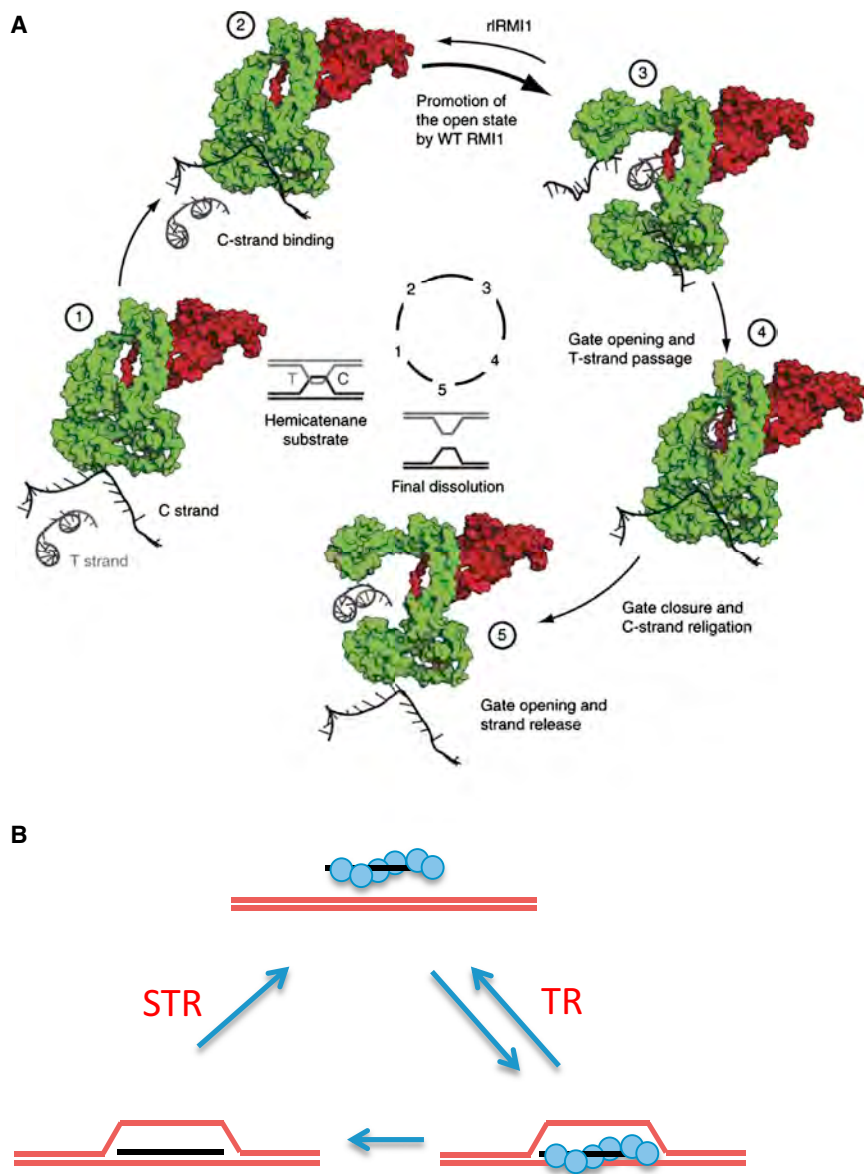 A
2
rIRMI1
3
Promotion of
the open state
by WT RMI1
C-strand binding
1
2
3
1
4
5
Gate opening and
T-strand passage
4
T
C
Hemicatenane
substrate
Final dissolution
C strand
T strand
Gate closure and
C-strand religation
5
Gate opening and
strand release
B
STR
TR